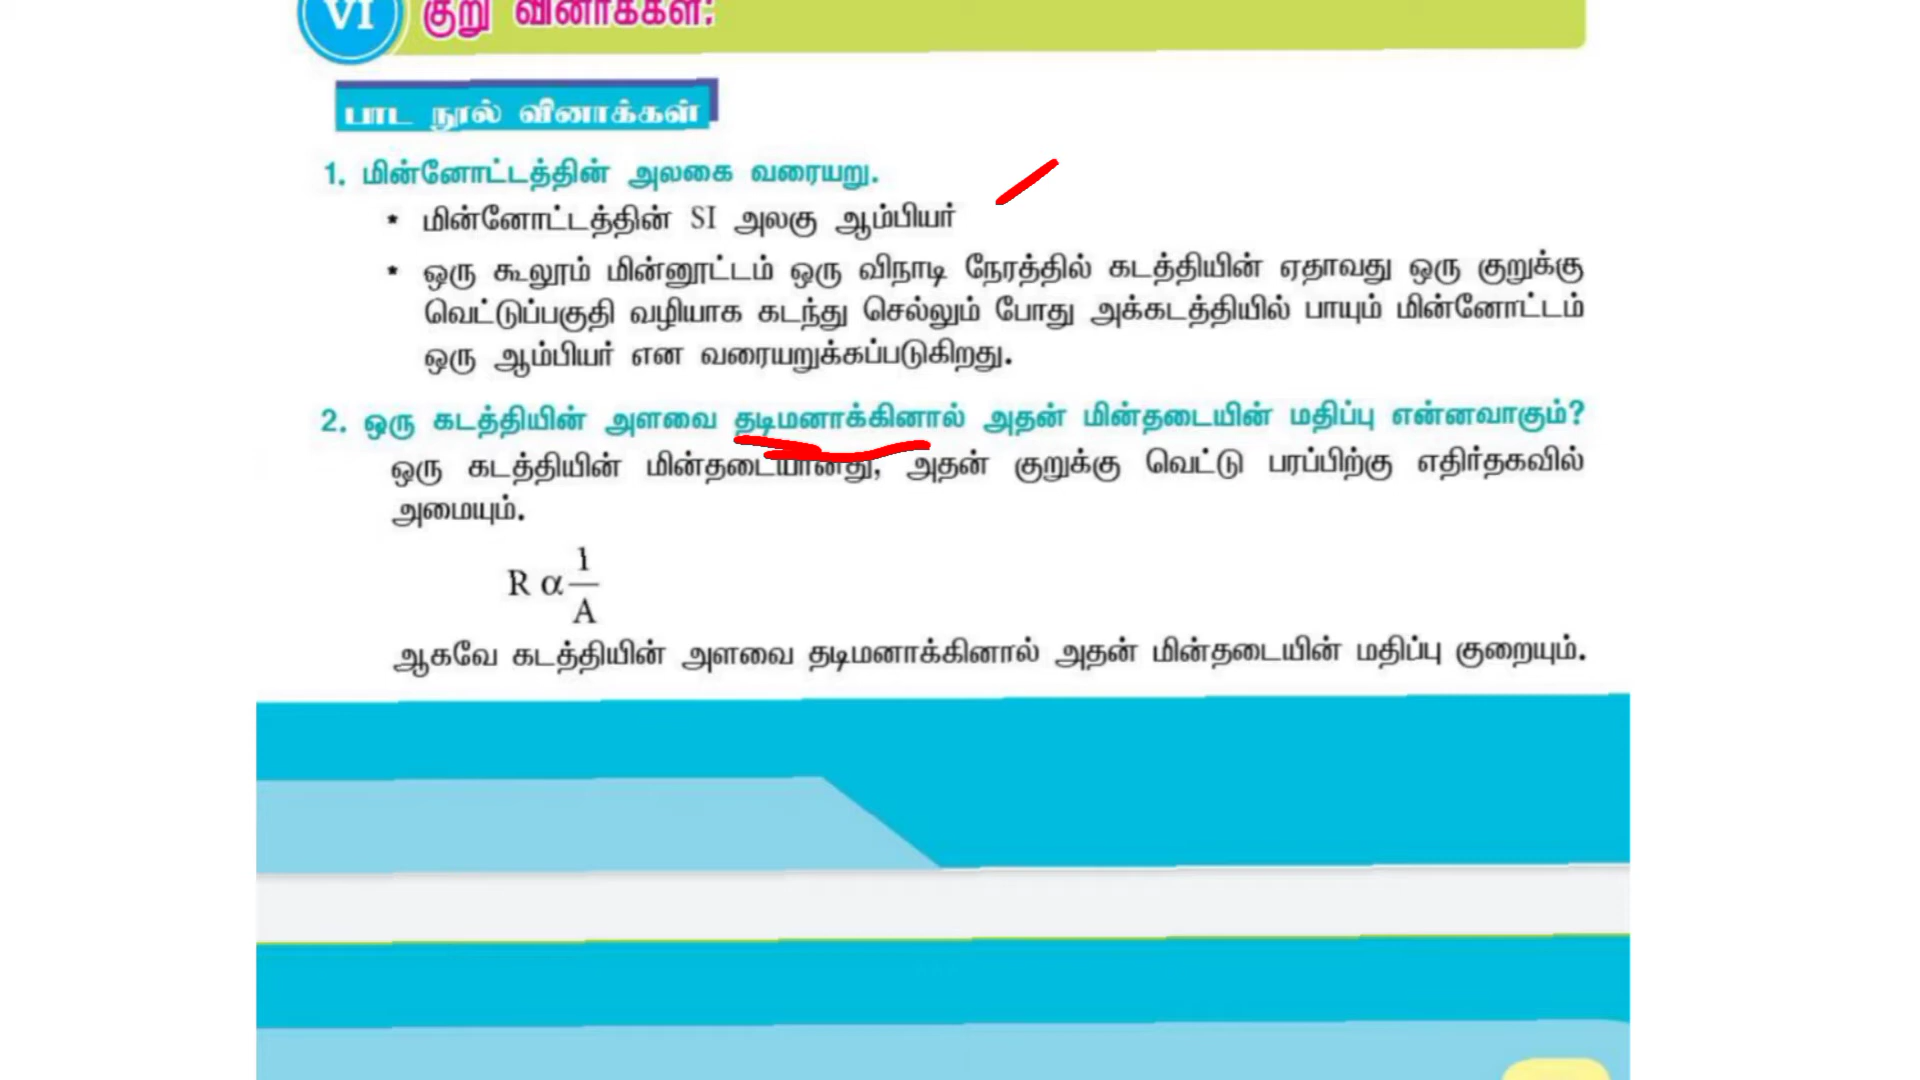 VI குறு வினாக்கள்:
பாட நூல் வினாக்கள்
1. மின்னோட்டத்தின் அலகை வரையறு.
* மின்னோட்டத்தின் SI அலகு ஆம்பியர்
* ஒரு கூலூம் மின்னூட்டம் ஒரு விநாடி நேரத்தில் கடத்தியின் ஏதாவது ஒரு குறுக்கு
வெட்டுப்பகுதி வழியாக கடந்து செல்லும் போது அக்கடத்தியில் பாயும் மின்னோட்டம்
ஒரு ஆம்பியர் என வரையறுக்கப்படுகிறது.
2. ஒரு கடத்தியின் அளவை தடிமனாக்கினால் அதன் மின்தடையின் மதிப்பு என்னவாகும்?
ஒரு கடத்தியின் மின்தடையானது, அதன் குறுக்கு வெட்டு பரப்பிற்கு எதிர்தகவில்
அமையும்.
R α 1/A
ஆகவே கடத்தியின் அளவை தடிமனாக்கினால் அதன் மின்தடையின் மதிப்பு குறையும்.